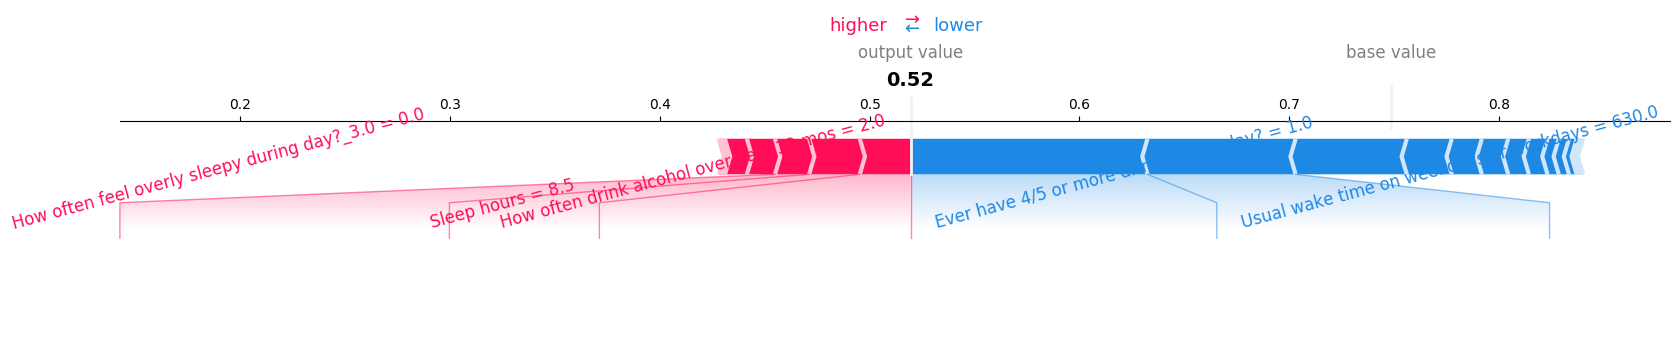 higher ⇄ lower
output value base value
0.52
0.2 0.3 0.4 0.5 0.6 0.7 0.8
How often feel overly sleepy during day?_3.0 = 0.0
Sleep hours = 8.5
How often drink alcohol over mos = 2.0
Ever have 4/5 or more day? = 1.0
Usual wake time on = 630.0